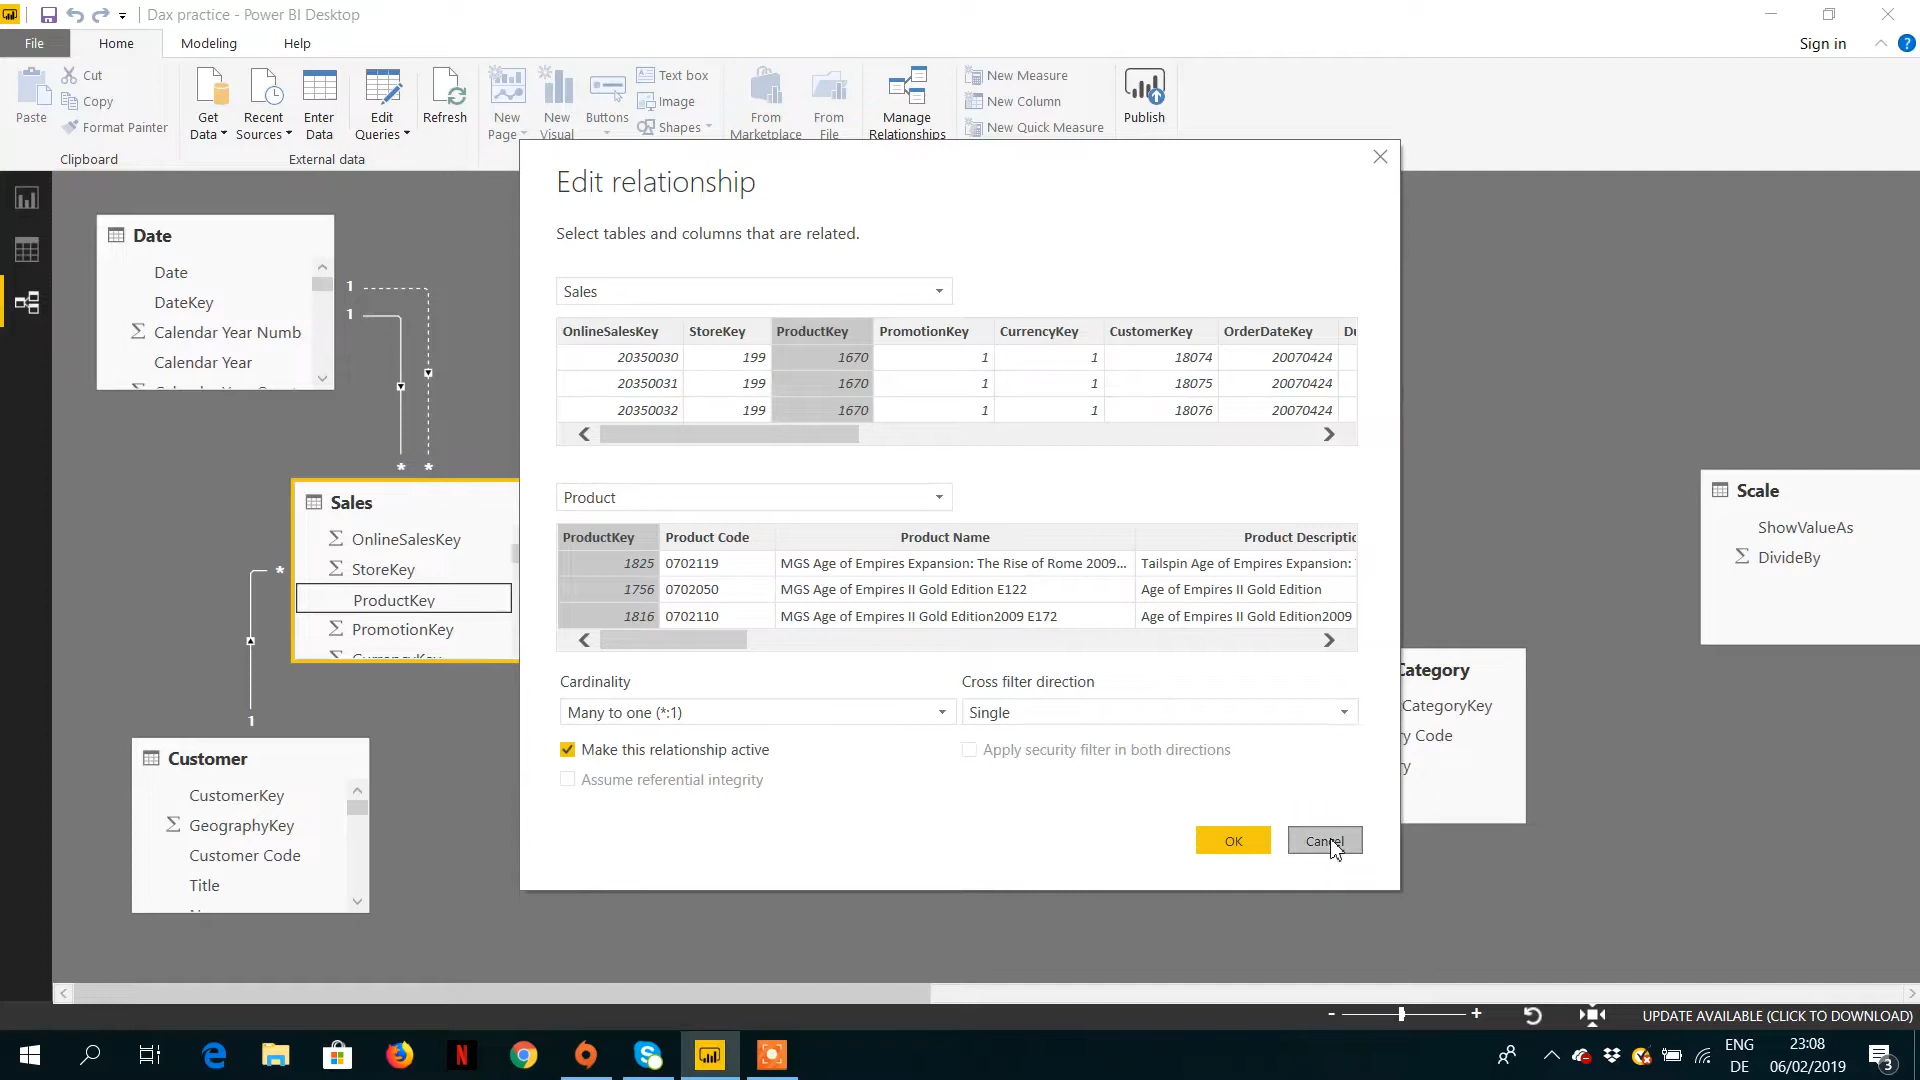 Dax practice - Power BI Desktop
File
Home
Modeling
Help
Sign in
?
Paste
Cut
Copy
Format Painter
Clipboard
Get
Data
Recent
Sources
Enter
Data
Edit
Queries
Refresh
External data
New
Page
New
Visual
Buttons
Text box
Image
Shapes
From
Marketplace
From
File
Manage
Relationships
New Measure
New Column
New Quick Measure
Publish
Date
Date
DateKey
Calendar Year Numb
Calendar Year
1
1
* *
Sales
OnlineSalesKey
StoreKey
ProductKey
PromotionKey
*
1
Customer
CustomerKey
GeographyKey
Customer Code
Title
Edit relationship
Select tables and columns that are related.
Sales
OnlineSalesKey StoreKey ProductKey PromotionKey CurrencyKey CustomerKey OrderDateKey Du
20350030 199 1670 1 1 18074 20070424
20350031 199 1670 1 1 18075 20070424
20350032 199 1670 1 1 18076 20070424
Product
ProductKey Product Code Product Name Product Descriptic
1825 0702119 MGS Age of Empires Expansion: The Rise of Rome 2009... Tailspin Age of Empires Expansion:
1756 0702050 MGS Age of Empires II Gold Edition E122 Age of Empires II Gold Edition
1816 0702110 MGS Age of Empires II Gold Edition2009 E172 Age of Empires II Gold Edition2009
Cardinality
Many to one (*:1)
Cross filter direction
Single
Make this relationship active
Apply security filter in both directions
Assume referential integrity
OK
Cancel
Category
CategoryKey
y Code
y
Scale
ShowValueAs
DivideBy
UPDATE AVAILABLE (CLICK TO DOWNLOAD)
ENG
DE
23:08
06/02/2019
3